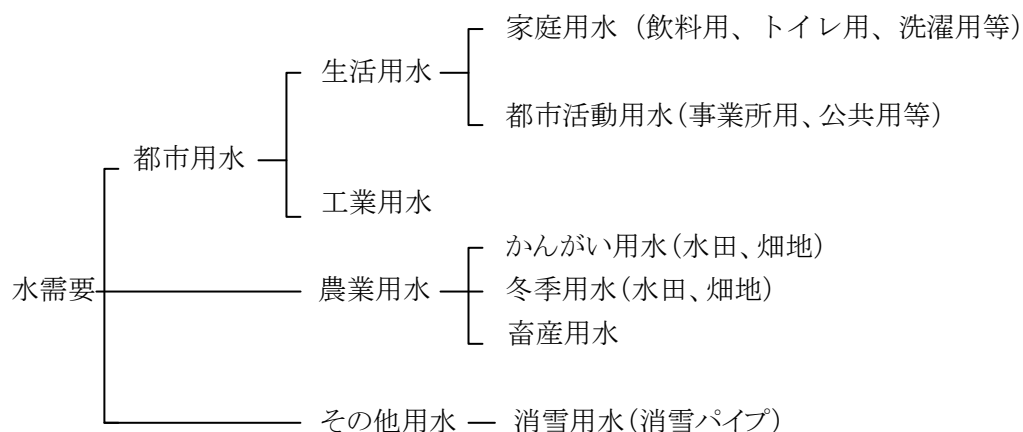 家庭用水（飲料用、トイレ用、洗濯用等）
生活用水
都市活動用水（事業所用、公共用等）
都市用水
工業用水
かんがい用水（水田、畑地）
水需要
農業用水
冬季用水（水田、畑地）
畜産用水
その他用水
消雪用水（消雪パイプ）